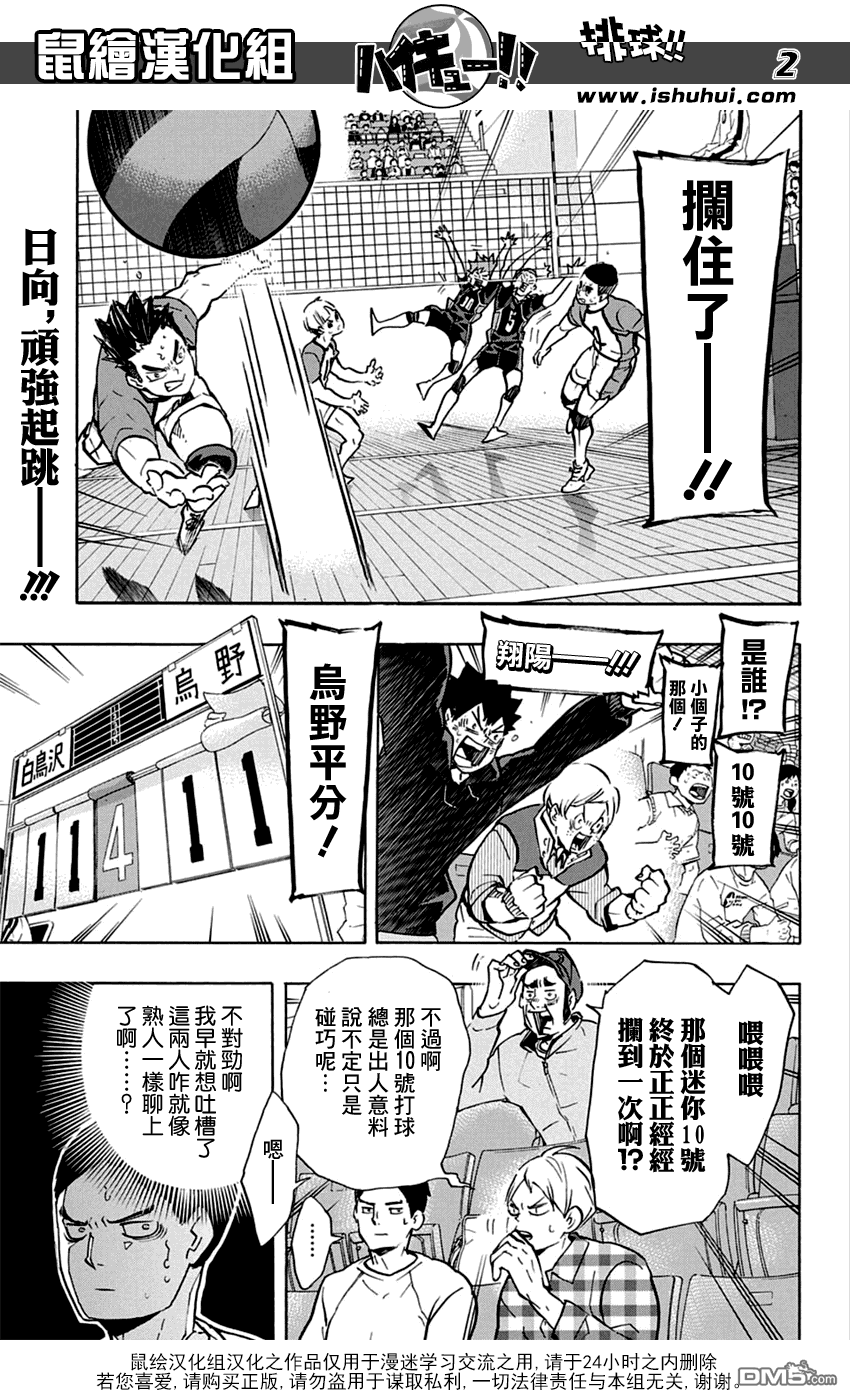 鼠繪漢化組
ハイキュー!!
排球!!
2
www.ishuhui.com
攔住了——!!
日向,頑強起跳——!!!
是誰!?
小個子的
那個!
10號10號
翔陽——!!!
烏野平分!
烏野
白鳥沢
11 4 11
10
5
喂喂喂
那個迷你10號
終於正正經經
攔到一次啊!?
不過啊
那個10號打球
總是出人意料
說不定只是
碰巧呢…
……
嗯——
不對勁啊
我早就想吐槽了
這兩人咋就像
熟人一樣聊上
了啊……?
鼠绘汉化组汉化之作品仅用于漫迷学习交流之用,请于24小时之内删除
若您喜爱,请购买正版,请勿盗用于谋取私利,一切法律责任与本组无关,谢谢。
DM5.com